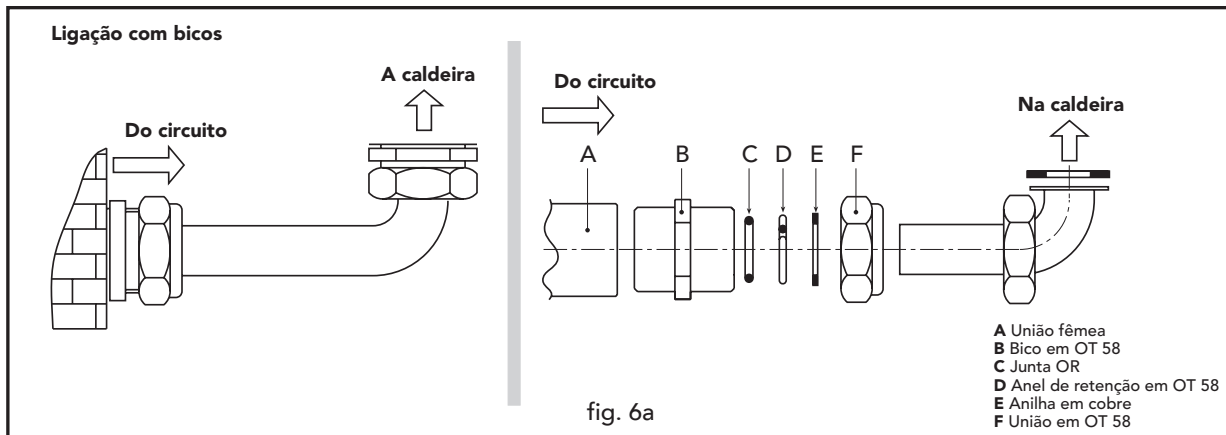 Ligação com bicos
A caldeira
Do circuito
Do circuito
Na caldeira
A B C D E F
A União fêmea
B Bico em OT 58
C Junta OR
D Anel de retenção em OT 58
E Anilha em cobre
F União em OT 58
fig. 6a